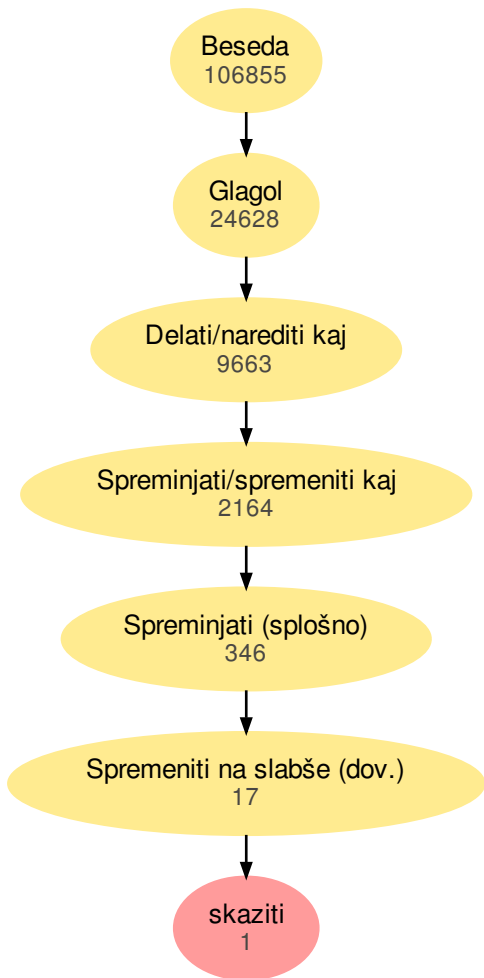 Beseda
106855
Glagol
24628
Delati/narediti kaj
9663
Spreminjati/spremeniti kaj
2164
Spreminjati (splošno)
346
Spremeniti na slabše (dov.)
17
skaziti
1